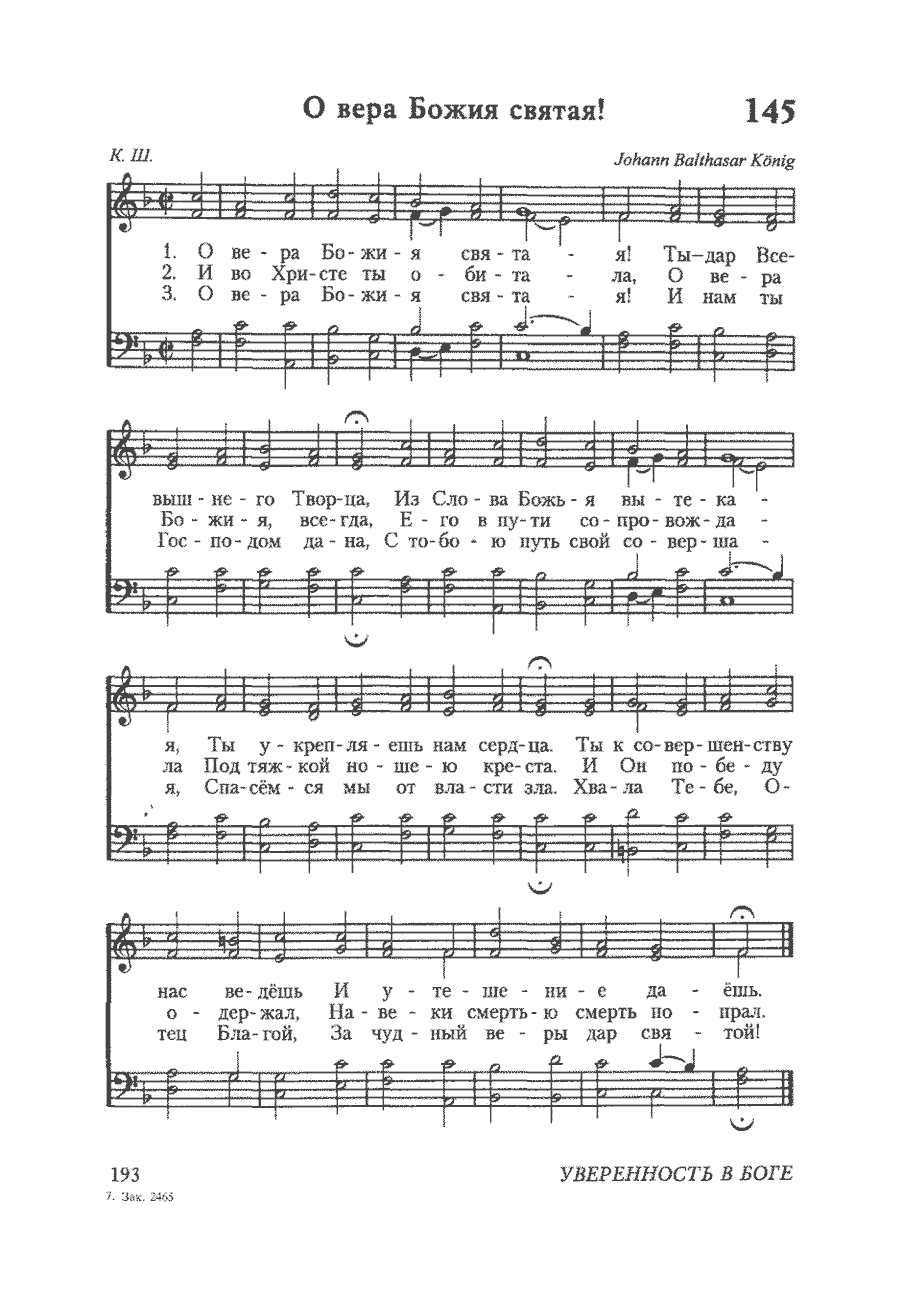 О вера Божия святая! 145
К. Ш. Johann Balthasar König
1. О ве - ра Бо - жи - я свя - та - я! Ты–дар Все-
2. И во Хри-сте ты о - би - та - ла, О ве - ра
3. О ве - ра Бо - жи - я свя - та - я! И нам ты
выш - не - го Твор-ца, Из Сло - ва Божь - я вы - те - ка -
Бо - жи - я, все-гда, Е - го в пу-ти со - про - вож - да -
Гос - по - дом да - на, С то-бо - ю путь свой со - вер - ша -
я, Ты у - креп-ля - ешь нам серд-ца. Ты к со-вер- шен-ству
ла Под тяж - кой но - ше - ю кре-ста. И Он по - бе - ду
я, Спа-сём - ся мы от вла - сти зла. Хва - ла Те - бе, О-
нас ве-дёшь И у - те - ше - ни - е да - ёшь.
о - дер-жал, На - ве - ки смерть-ю смерть по - прал.
тец Бла-гой, За чуд - ный ве - ры дар свя - той!
193 УВЕРЕННОСТЬ В БОГЕ
7. Зак. 2465